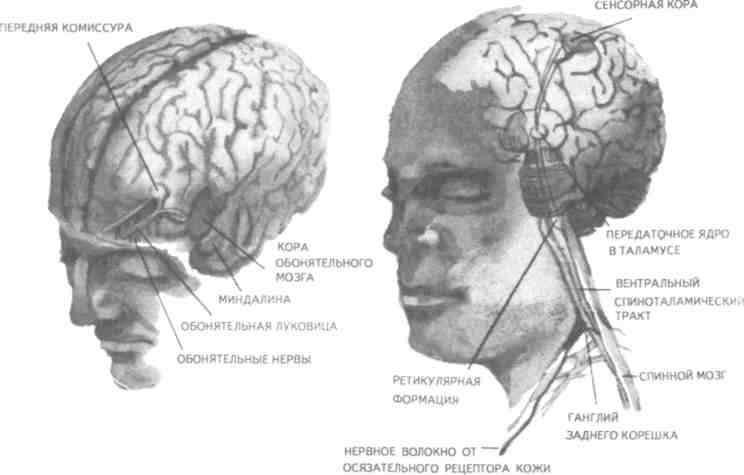 ПЕРЕДНЯЯ КОМИССУРА
КОРА
ОБОНЯТЕЛЬНОГО
МОЗГА
МИНДАЛИНА
ОБОНЯТЕЛЬНАЯ ЛУКОВИЦА
ОБОНЯТЕЛЬНЫЕ НЕРВЫ
СЕНСОРНАЯ КОРА
ПЕРЕДАТОЧНОЕ ЯДРО
В ТАЛАМУСЕ
ВЕНТРАЛЬНЫЙ
СПИНОТАЛАМИЧЕСКИЙ
ТРАКТ
СПИННОЙ МОЗГ
РЕТИКУЛЯРНАЯ
ФОРМАЦИЯ
ГАНГЛИЙ
ЗАДНЕГО КОРЕШКА
НЕРВНОЕ ВОЛОКНО ОТ
ОСЯЗАТЕЛЬНОГО РЕЦЕПТОРА КОЖИ